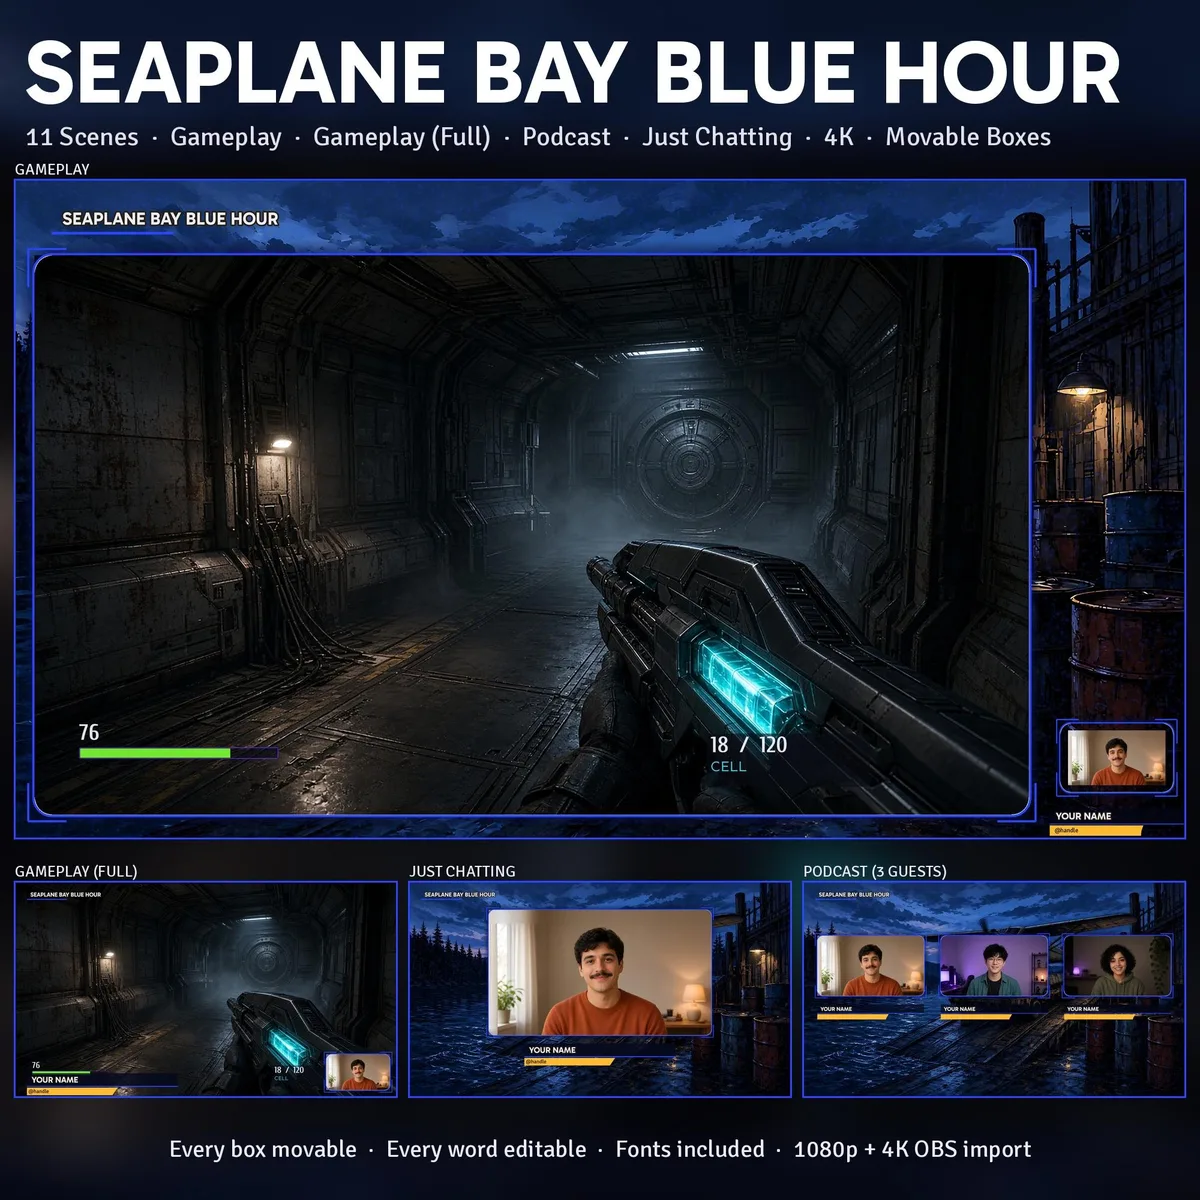 SEAPLANE BAY BLUE HOUR
11 Scenes · Gameplay · Gameplay (Full) · Podcast · Just Chatting · 4K · Movable Boxes
GAMEPLAY
SEAPLANE BAY BLUE HOUR
76
18 / 120
CELL
YOUR NAME
@handle
GAMEPLAY (FULL)
SEAPLANE BAY BLUE HOUR
76
YOUR NAME
@handle
18 / 120
CELL
JUST CHATTING
SEAPLANE BAY BLUE HOUR
YOUR NAME
@handle
PODCAST (3 GUESTS)
SEAPLANE BAY BLUE HOUR
YOUR NAME
YOUR NAME
YOUR NAME
Every box movable · Every word editable · Fonts included · 1080p + 4K OBS import